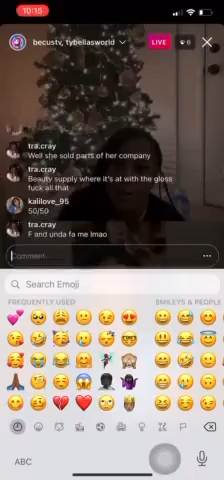 10:15
becustv, tybellasworld
LIVE
6
tra.cray
Well she sold parts of her company
tra.cray
Beauty supply where it's at with the gloss
fuck all that
kalilove_95
50/50
tra.cray
F and unda fa me lmao
Comment
Search Emoji
FREQUENTLY USED
SMILEYS & PEOPLE
ABC